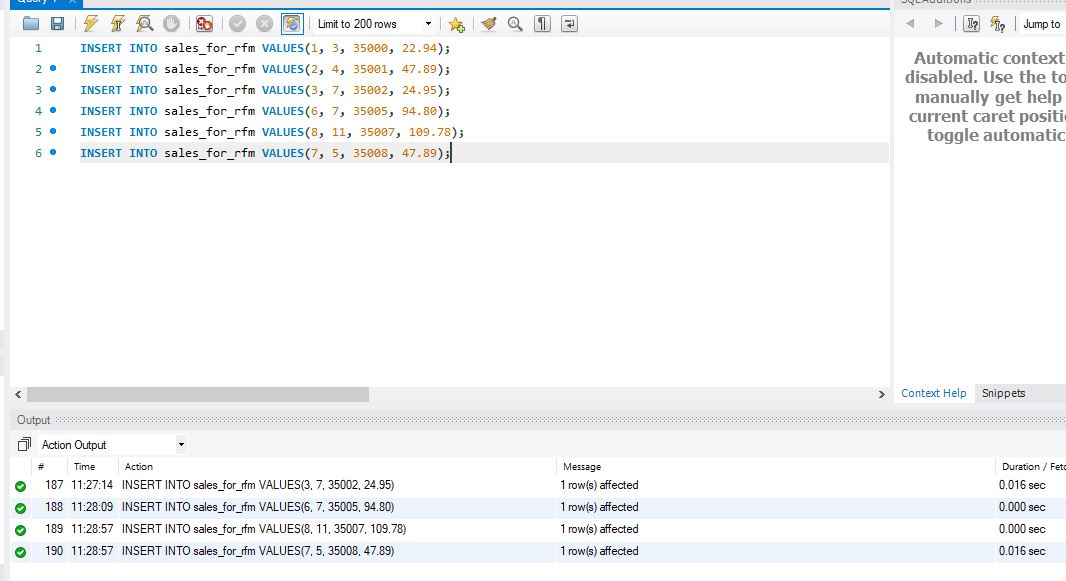 Query 1
SQLAdditions
Limit to 200 rows
Jump to
1 INSERT INTO sales_for_rfm VALUES(1, 3, 35000, 22.94);
2 INSERT INTO sales_for_rfm VALUES(2, 4, 35001, 47.89);
3 INSERT INTO sales_for_rfm VALUES(3, 7, 35002, 24.95);
4 INSERT INTO sales_for_rfm VALUES(6, 7, 35005, 94.80);
5 INSERT INTO sales_for_rfm VALUES(8, 11, 35007, 109.78);
6 INSERT INTO sales_for_rfm VALUES(7, 5, 35008, 47.89);
Automatic context
disabled. Use the to
manually get help
current caret positi
toggle automatic
Context Help Snippets
Output
Action Output
# Time Action Message Duration / Fetc
187 11:27:14 INSERT INTO sales_for_rfm VALUES(3, 7, 35002, 24.95) 1 row(s) affected 0.016 sec
188 11:28:09 INSERT INTO sales_for_rfm VALUES(6, 7, 35005, 94.80) 1 row(s) affected 0.000 sec
189 11:28:57 INSERT INTO sales_for_rfm VALUES(8, 11, 35007, 109.78) 1 row(s) affected 0.000 sec
190 11:28:57 INSERT INTO sales_for_rfm VALUES(7, 5, 35008, 47.89) 1 row(s) affected 0.016 sec